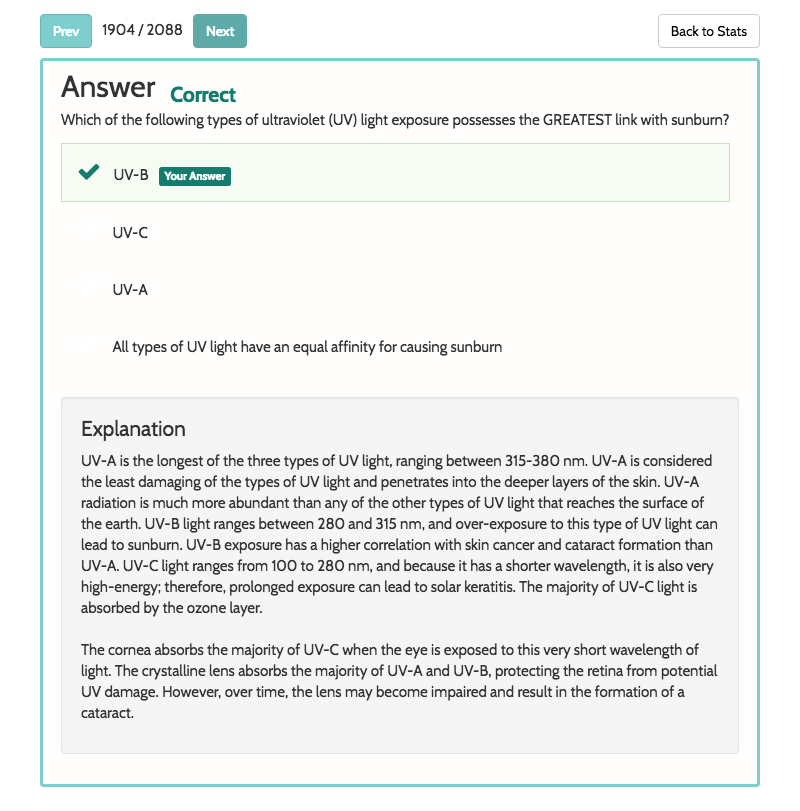 Prev 1904 / 2088 Next Back to Stats
Answer Correct
Which of the following types of ultraviolet (UV) light exposure possesses the GREATEST link with sunburn?
UV-B Your Answer
UV-C
UV-A
All types of UV light have an equal affinity for causing sunburn
Explanation
UV-A is the longest of the three types of UV light, ranging between 315-380 nm. UV-A is considered
the least damaging of the types of UV light and penetrates into the deeper layers of the skin. UV-A
radiation is much more abundant than any of the other types of UV light that reaches the surface of
the earth. UV-B light ranges between 280 and 315 nm, and over-exposure to this type of UV light can
lead to sunburn. UV-B exposure has a higher correlation with skin cancer and cataract formation than
UV-A. UV-C light ranges from 100 to 280 nm, and because it has a shorter wavelength, it is also very
high-energy; therefore, prolonged exposure can lead to solar keratitis. The majority of UV-C light is
absorbed by the ozone layer.
The cornea absorbs the majority of UV-C when the eye is exposed to this very short wavelength of
light. The crystalline lens absorbs the majority of UV-A and UV-B, protecting the retina from potential
UV damage. However, over time, the lens may become impaired and result in the formation of a
cataract.